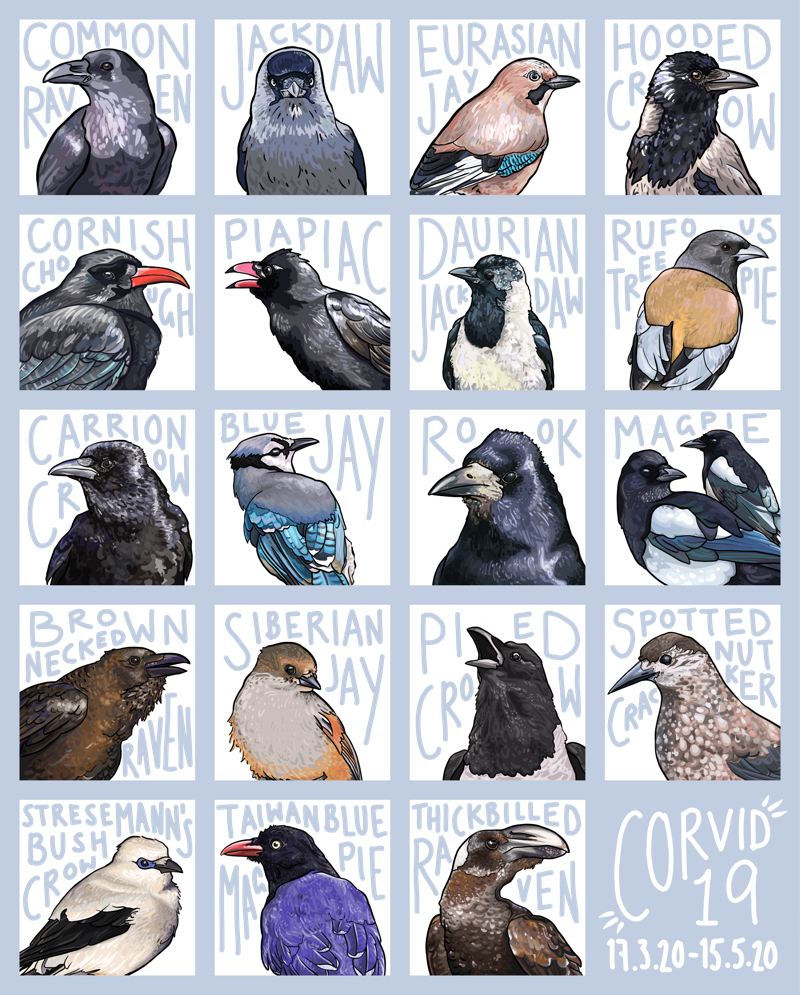 COMMON
RAVEN
JACKDAW
EURASIAN
JAY
HOODED
CROW
CORNISH
CHOUGH
PIAPIAC
DAURIAN
JACKDAW
RUFOUS
TREEPIE
CARRION
CROW
BLUE JAY
ROOK
MAGPIE
BROWN
NECKED
RAVEN
SIBERIAN
JAY
PIED
CROW
SPOTTED
NUT
CRACKER
STRESEMANN'S
BUSH
CROW
TAIWAN BLUE
MAGPIE
THICKBILLED
RAVEN
CORVID
19
17.3.20-15.5.20